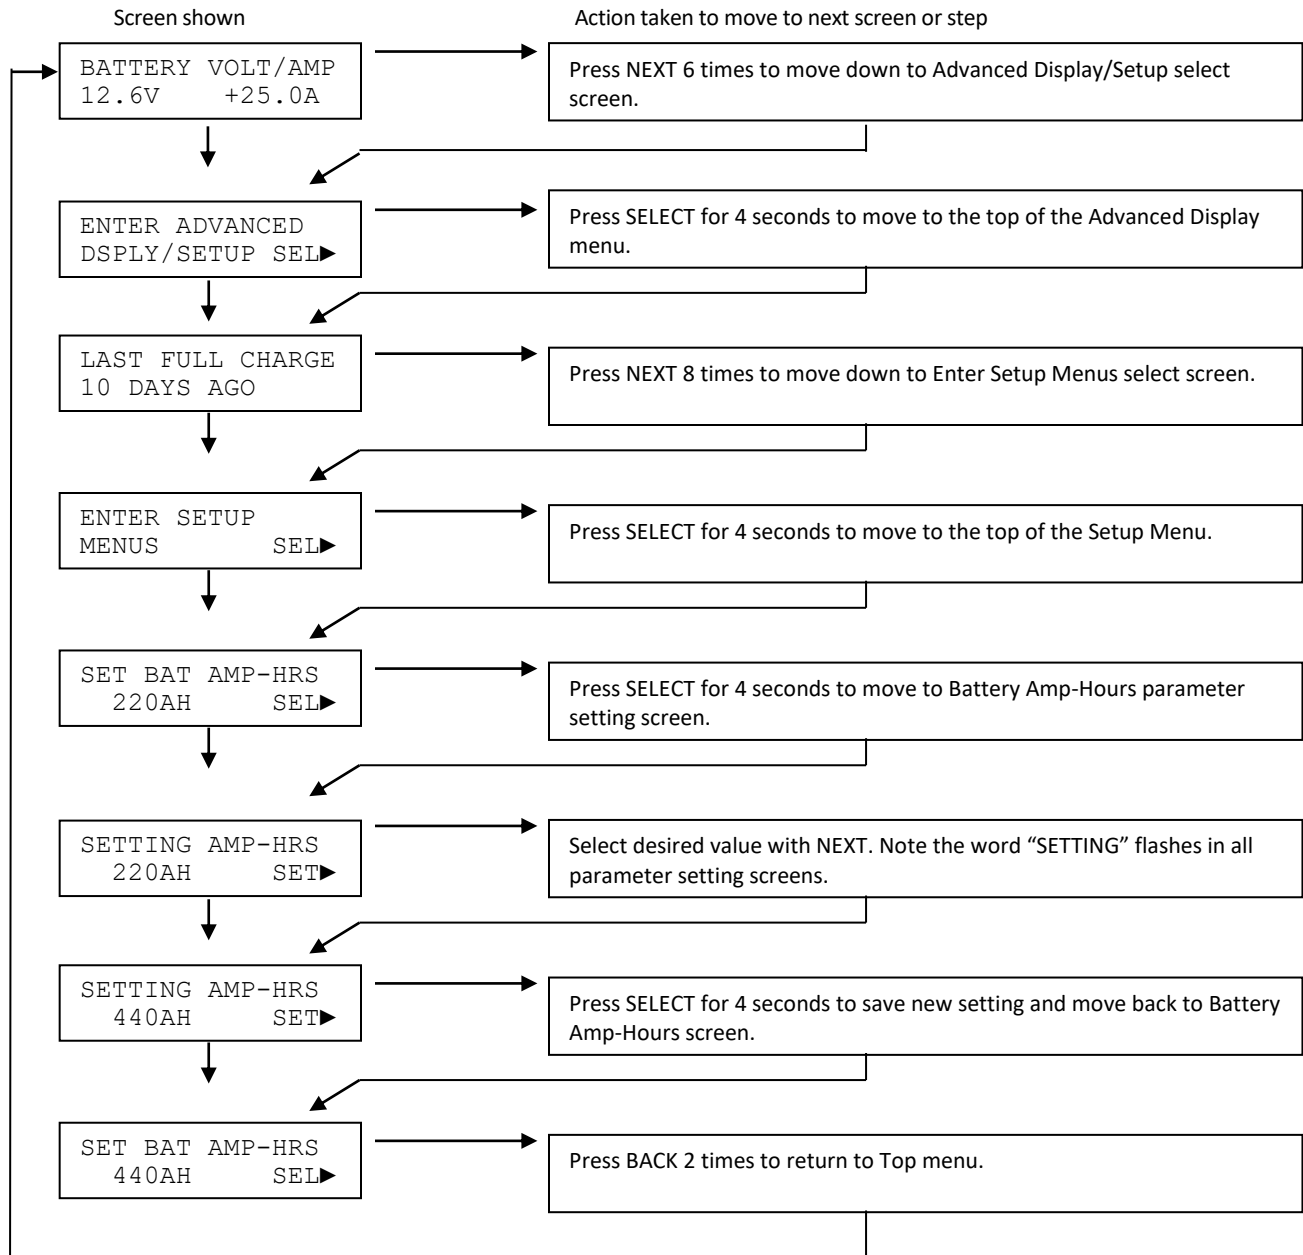 Screen shown
Action taken to move to next screen or step
BATTERY VOLT/AMP
12.6V +25.0A
Press NEXT 6 times to move down to Advanced Display/Setup select
screen.
ENTER ADVANCED
DSPLY/SETUP SEL►
Press SELECT for 4 seconds to move to the top of the Advanced Display
menu.
LAST FULL CHARGE
10 DAYS AGO
Press NEXT 8 times to move down to Enter Setup Menus select screen.
ENTER SETUP
MENUS SEL►
Press SELECT for 4 seconds to move to the top of the Setup Menu.
SET BAT AMP-HRS
220AH SEL►
Press SELECT for 4 seconds to move to Battery Amp-Hours parameter
setting screen.
SETTING AMP-HRS
220AH SET►
Select desired value with NEXT. Note the word “SETTING” flashes in all
parameter setting screens.
SETTING AMP-HRS
440AH SET►
Press SELECT for 4 seconds to save new setting and move back to Battery
Amp-Hours screen.
SET BAT AMP-HRS
440AH SEL►
Press BACK 2 times to return to Top menu.